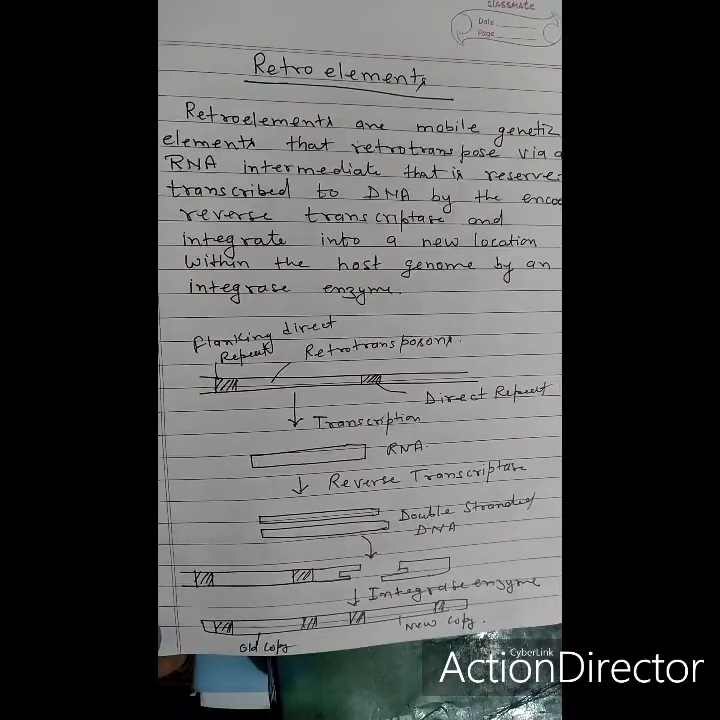 CLASSMATE
Date
Page
Retro elements
Retroelements are mobile genetic
elements that retrotranspose via a
RNA intermediate that is reserve
transcribed to DNA by the encod
reverse transcriptase and
integrate into a new location
within the host genome by an
integrase enzyme.
Flanking direct
Repeat
Retrotransposons.
Direct Repeat
Transcription
RNA.
Reverse Transcriptase
Double Stranded
DNA
Integrase enzyme
New copy.
Old copy
CyberLink
ActionDirector